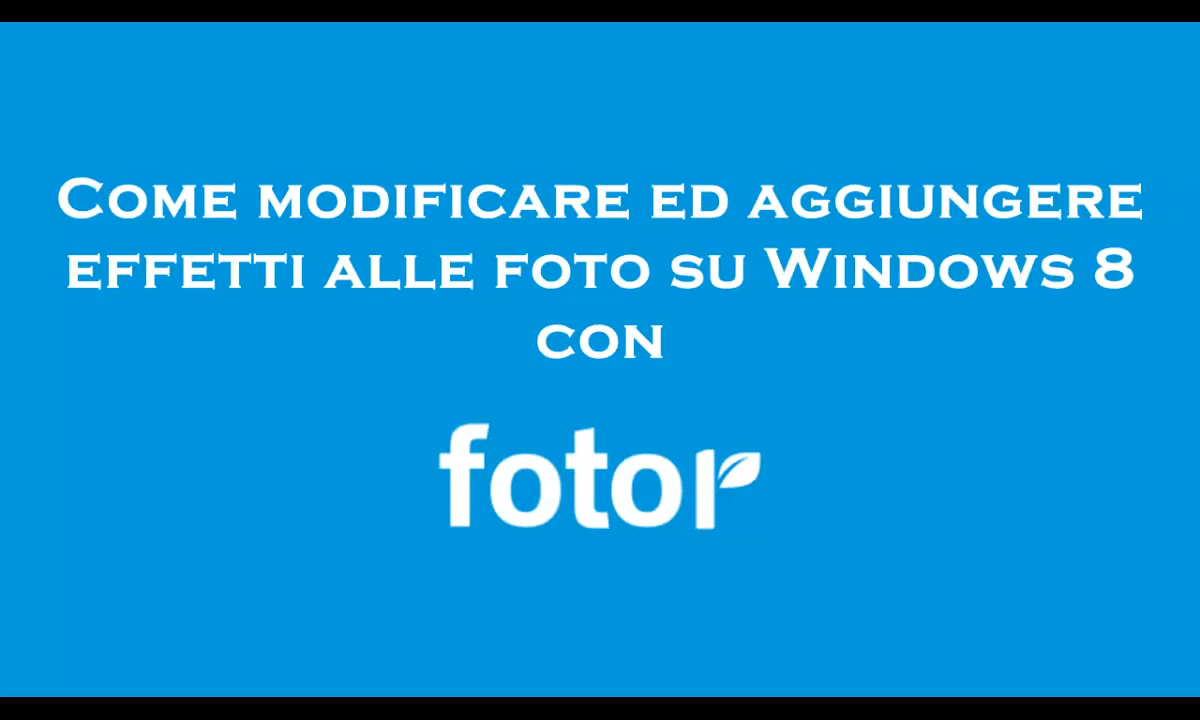 Come modificare ed aggiungere
effetti alle foto su Windows 8
con
fotor